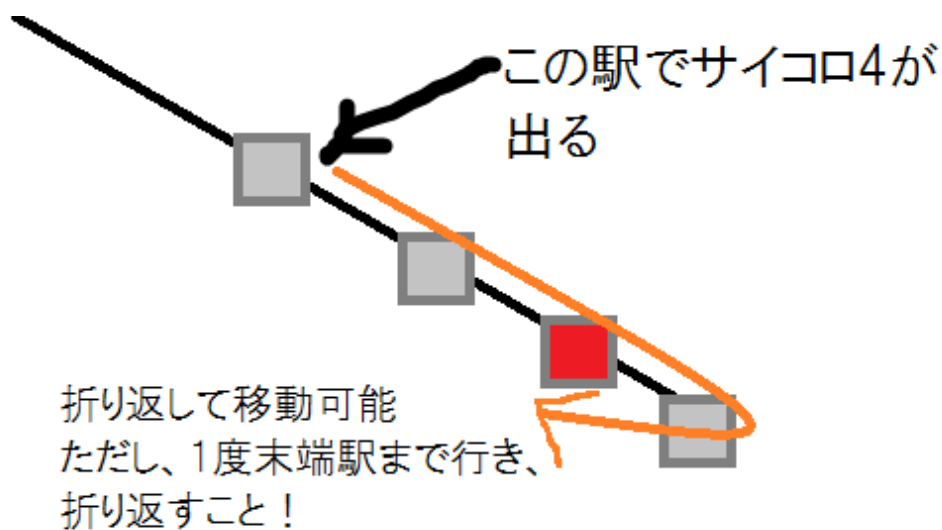 この駅でサイコロ4が
出る
折り返して移動可能
ただし、1度末端駅まで行き、
折り返すこと！